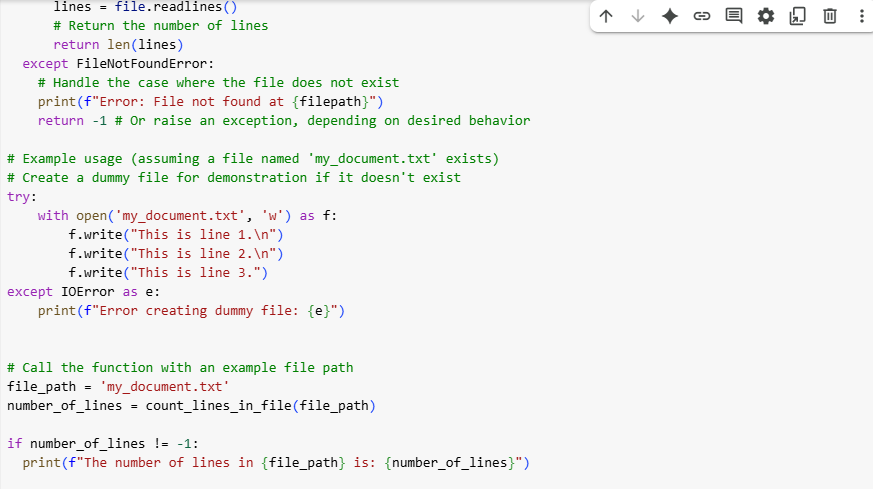 lines = file.readlines()
      # Return the number of lines
      return len(lines)
  except FileNotFoundError:
    # Handle the case where the file does not exist
    print(f"Error: File not found at {filepath}")
    return -1 # Or raise an exception, depending on desired behavior

# Example usage (assuming a file named 'my_document.txt' exists)
# Create a dummy file for demonstration if it doesn't exist
try:
    with open('my_document.txt', 'w') as f:
        f.write("This is line 1.\n")
        f.write("This is line 2.\n")
        f.write("This is line 3.")
except IOError as e:
    print(f"Error creating dummy file: {e}")


# Call the function with an example file path
file_path = 'my_document.txt'
number_of_lines = count_lines_in_file(file_path)

if number_of_lines != -1:
  print(f"The number of lines in {file_path} is: {number_of_lines}")